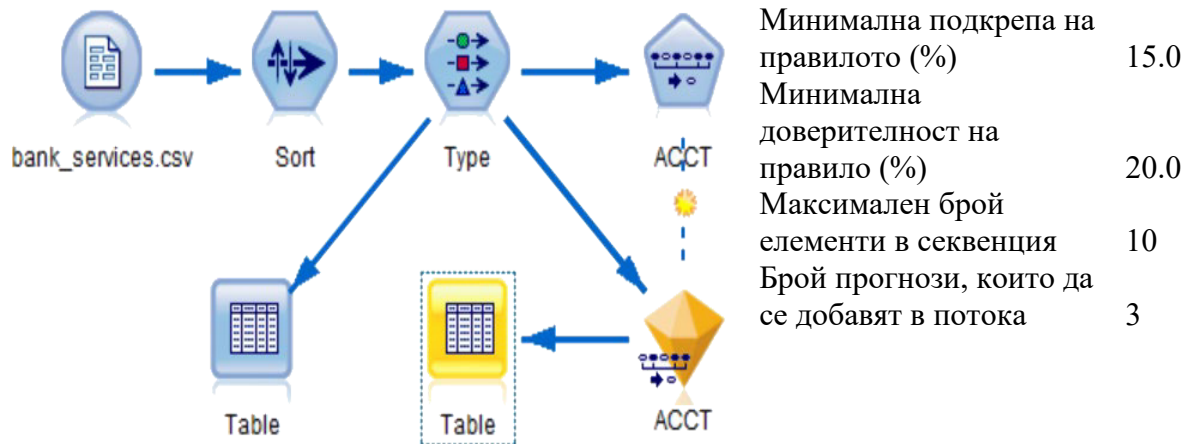 bank_services.csv
Sort
Type
ACCT
Table
Table
ACCT
Минимална подкрепа на
правилото (%) 15.0
Минимална
доверителност на
правило (%) 20.0
Максимален брой
елементи в секвенция 10
Брой прогнози, които да
се добавят в потока 3